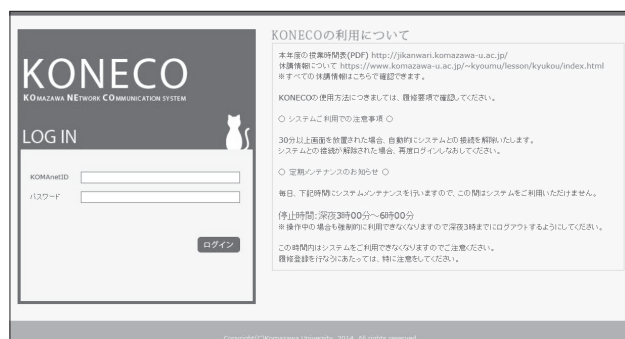 KONECO
KOMAZAWA NETWORK COMMUNICATION SYSTEM
LOG IN
KOMAnetID
パスワード
ログイン
KONECOの利用について
本年度の授業時間表(PDF) http://jikanwari.komazawa-u.ac.jp/
休講情報について https://www.komazawa-u.ac.jp/~kyoumu/lesson/kyukou/index.html
※すべての休講情報はこちらで確認できます。
KONECOの使用方法につきましては、履修要項で確認してください。
○ システムご利用での注意事項 ○
30分以上画面を放置された場合、自動的にシステムとの接続を解除いたします。
システムとの接続が解除された場合、再度ログインしなおしてください。
○ 定期メンテナンスのお知らせ ○
毎日、下記時間にシステムメンテナンスを行いますので、この間はシステムをご利用いただけません。
停止時間:深夜3時00分～6時00分
※操作中の場合も強制的に利用できなくなりますので深夜3時までにログアウトするようにしてください。
この時間内はシステムをご利用できなくなりますのでご注意ください。
履修登録を行なうにあたっては、特に注意をしてください。
Copyright(C)Komazawa University, 2014, All rights reserved.